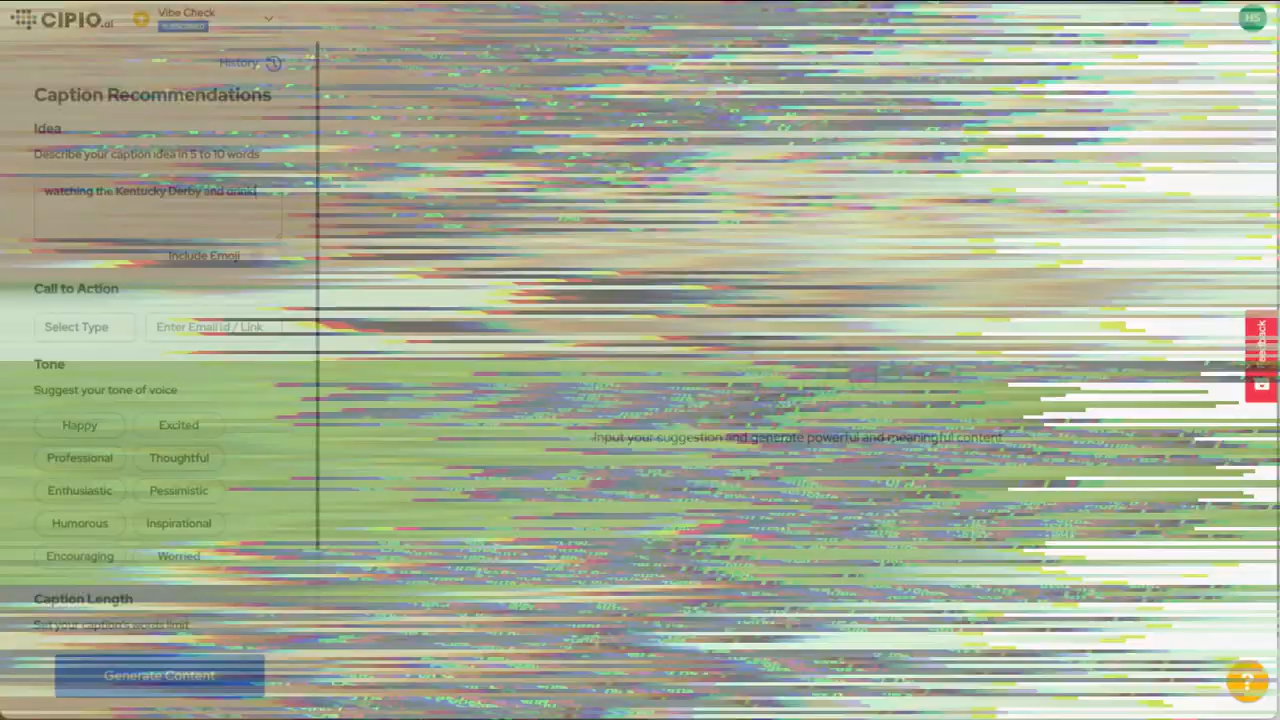 CIPIO.ai
Vibe Check
HS
History
Caption Recommendations
Idea
Describe your caption idea in 5 to 10 words
watching the Kentucky Derby and drink
Include Emoji
Call to Action
Select Type
Enter Email id / Link
Tone
Suggest your tone of voice
Happy
Excited
Professional
Thoughtful
Enthusiastic
Pessimistic
Humorous
Inspirational
Encouraging
Worried
Caption Length
Set your caption's words limit
Generate Content
Input your suggestion and generate powerful and meaningful content
Feedback
?